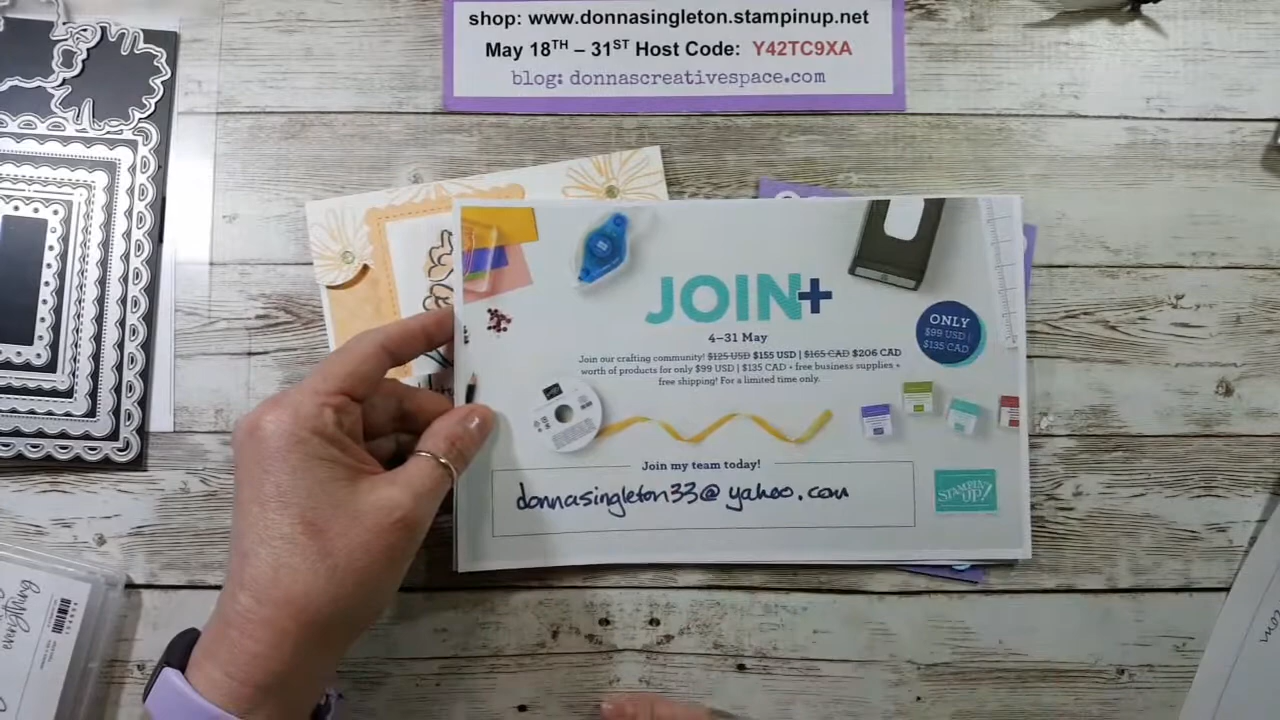 shop: www.donnasingleton.stampinup.net
May 18TH – 31ST Host Code: Y42TC9XA
blog: donnascreativespace.com
JOIN+
4–31 May
ONLY
$99 USD |
$135 CAD
Join our crafting community! $125 USD $155 USD | $165 CAD $206 CAD
worth of products for only $99 USD | $135 CAD + free business supplies +
free shipping! For a limited time only.
Join my team today!
donnasingleton33@yahoo.com
STAMPIN' UP!
everything